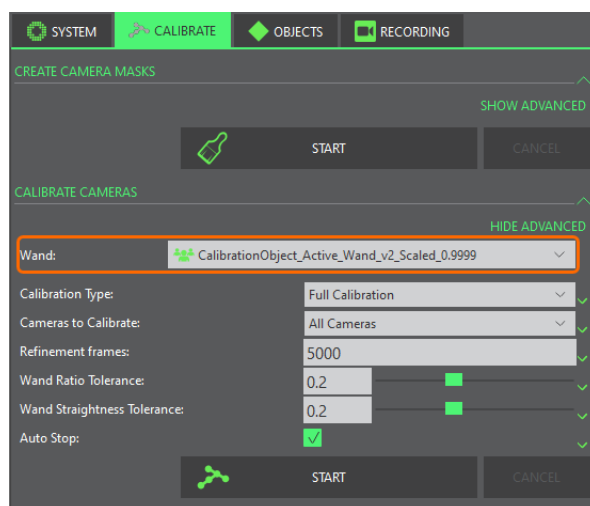 SYSTEM CALIBRATE OBJECTS RECORDING
CREATE CAMERA MASKS
SHOW ADVANCED
START CANCEL
CALIBRATE CAMERAS
HIDE ADVANCED
Wand: CalibrationObject_Active_Wand_v2_Scaled_0.9999
Calibration Type: Full Calibration
Cameras to Calibrate: All Cameras
Refinement frames: 5000
Wand Ratio Tolerance: 0.2
Wand Straightness Tolerance: 0.2
Auto Stop:
START CANCEL